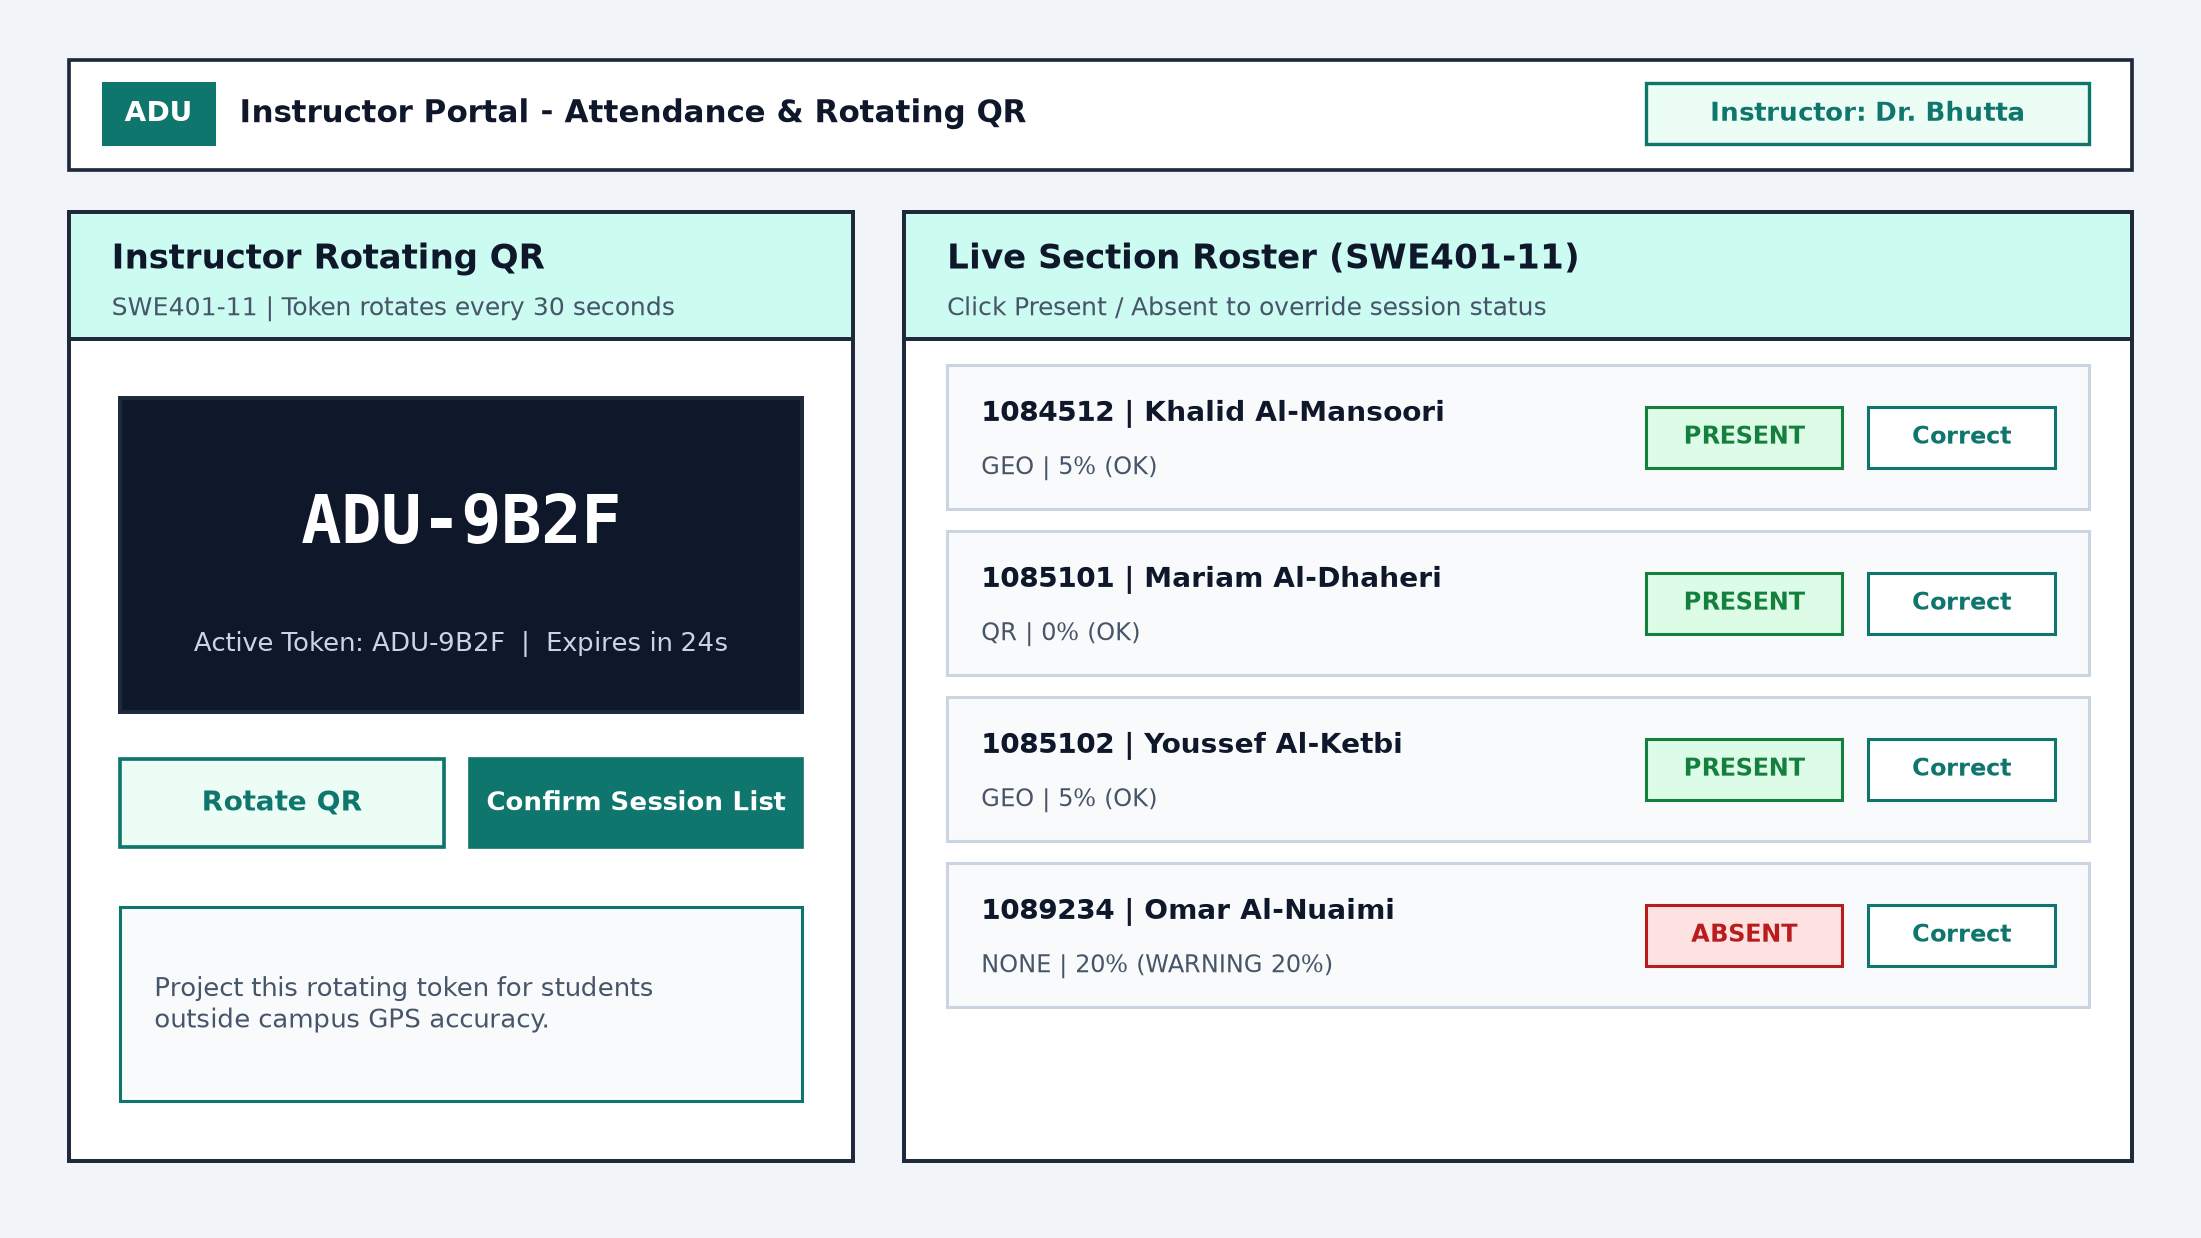 ADU
Instructor Portal - Attendance & Rotating QR
Instructor: Dr. Bhutta
Instructor Rotating QR
SWE401-11 | Token rotates every 30 seconds
ADU-9B2F
Active Token: ADU-9B2F | Expires in 24s
Rotate QR
Confirm Session List
Project this rotating token for students
outside campus GPS accuracy.
Live Section Roster (SWE401-11)
Click Present / Absent to override session status
1084512 | Khalid Al-Mansoori
GEO | 5% (OK)
PRESENT
Correct
1085101 | Mariam Al-Dhaheri
QR | 0% (OK)
PRESENT
Correct
1085102 | Youssef Al-Ketbi
GEO | 5% (OK)
PRESENT
Correct
1089234 | Omar Al-Nuaimi
NONE | 20% (WARNING 20%)
ABSENT
Correct